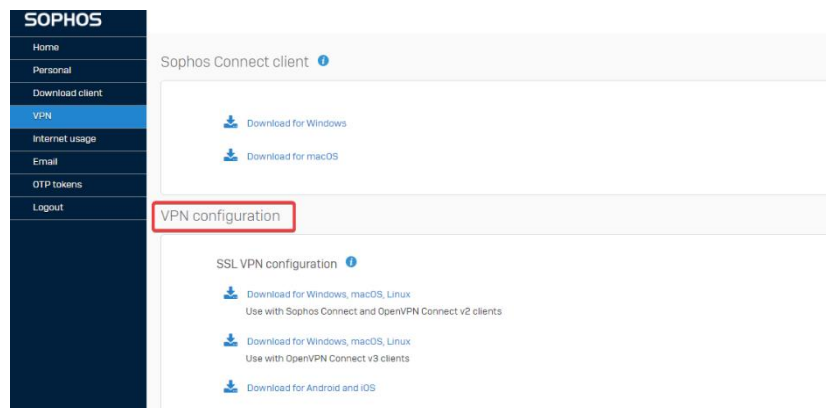 SOPHOS
Home
Personal
Download client
VPN
Internet usage
Email
OTP tokens
Logout
Sophos Connect client
Download for Windows
Download for macOS
VPN configuration
SSL VPN configuration
Download for Windows, macOS, Linux
Use with Sophos Connect and OpenVPN Connect v2 clients
Download for Windows, macOS, Linux
Use with OpenVPN Connect v3 clients
Download for Android and iOS